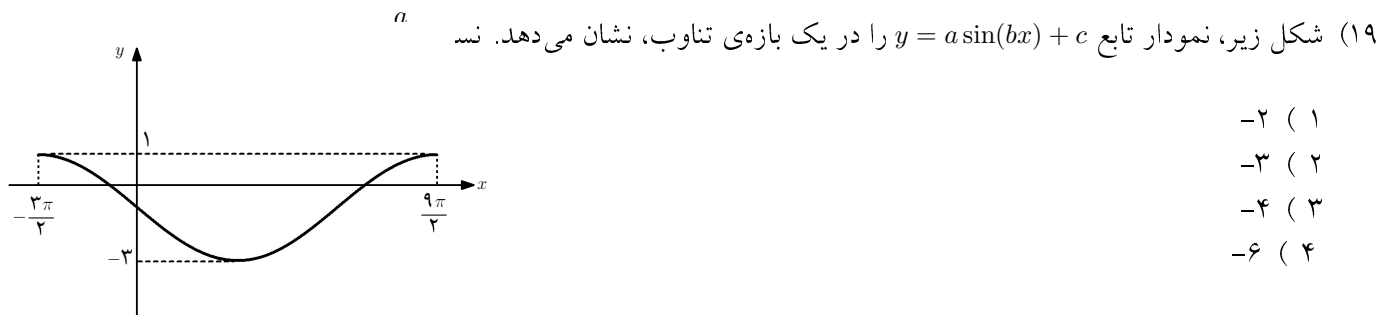 ۱۹) شکل زیر، نمودار تابع y = a sin(bx) + c را در یک بازه‌ی تناوب، نشان می‌دهد.
a
۱ ) −۲
۲ ) −۳
۳ ) −۴
۴ ) −۶
y
۱
x
−۳π/۲
۹π/۲
−۳